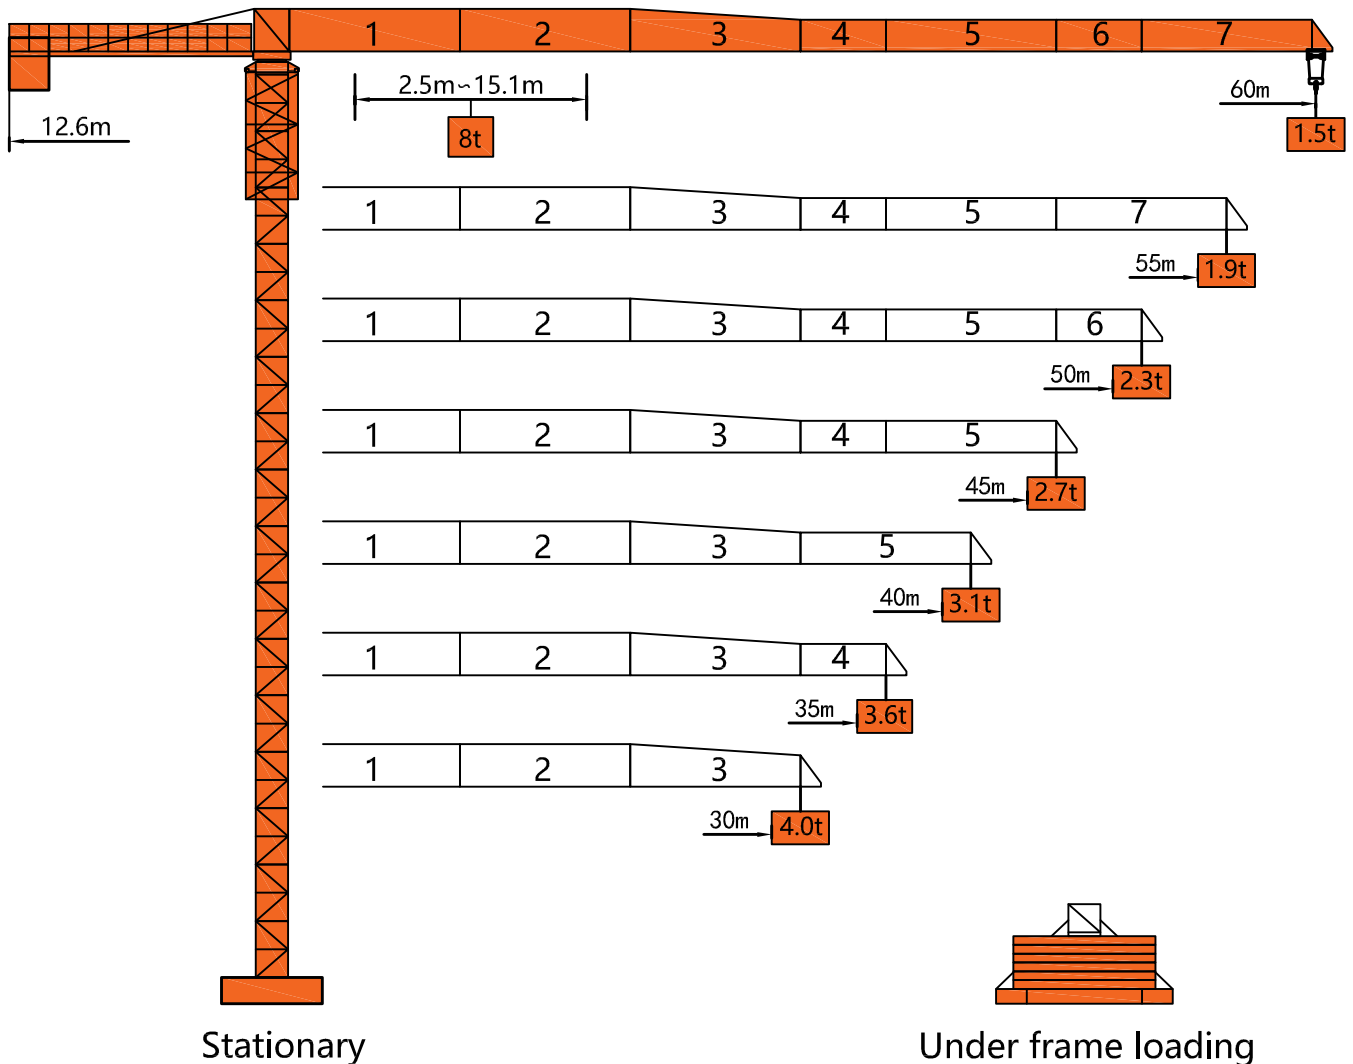 1 2 3 4 5 6 7
2.5m~15.1m
60m
12.6m
8t
1.5t
1 2 3 4 5 7
55m 1.9t
1 2 3 4 5 6
50m 2.3t
1 2 3 4 5
45m 2.7t
1 2 3 5
40m 3.1t
1 2 3 4
35m 3.6t
1 2 3
30m 4.0t
Stationary
Under frame loading